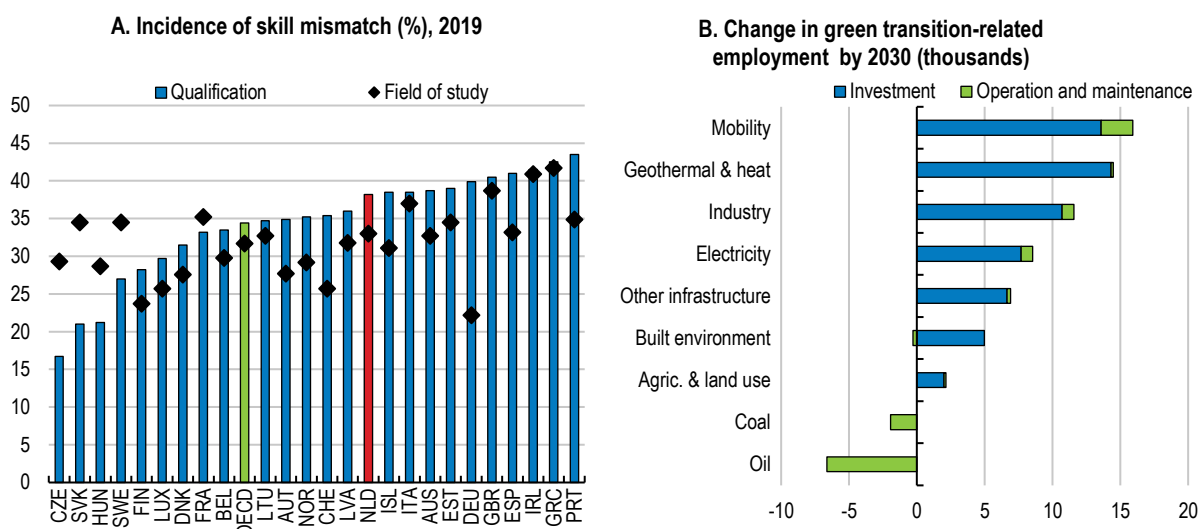 A. Incidence of skill mismatch (%), 2019
Qualification
Field of study
50
45
40
35
30
25
20
15
10
5
0
CZE
SVK
HUN
SWE
FIN
LUX
DNK
FRA
BEL
OECD
LTU
AUT
NOR
CHE
LVA
NLD
ISL
ITA
AUS
EST
DEU
GBR
ESP
IRL
GRC
PRT
B. Change in green transition-related
employment by 2030 (thousands)
Investment
Operation and maintenance
Mobility
Geothermal & heat
Industry
Electricity
Other infrastructure
Built environment
Agric. & land use
Coal
Oil
-10
-5
0
5
10
15
20